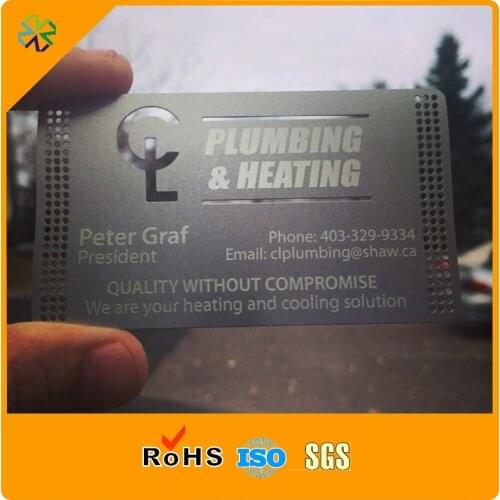 CL
PLUMBING
& HEATING
Peter Graf
President
Phone: 403-329-9334
Email: clplumbing@shaw.ca
QUALITY WITHOUT COMPROMISE
We are your heating and cooling solution
RoHS ISO SGS